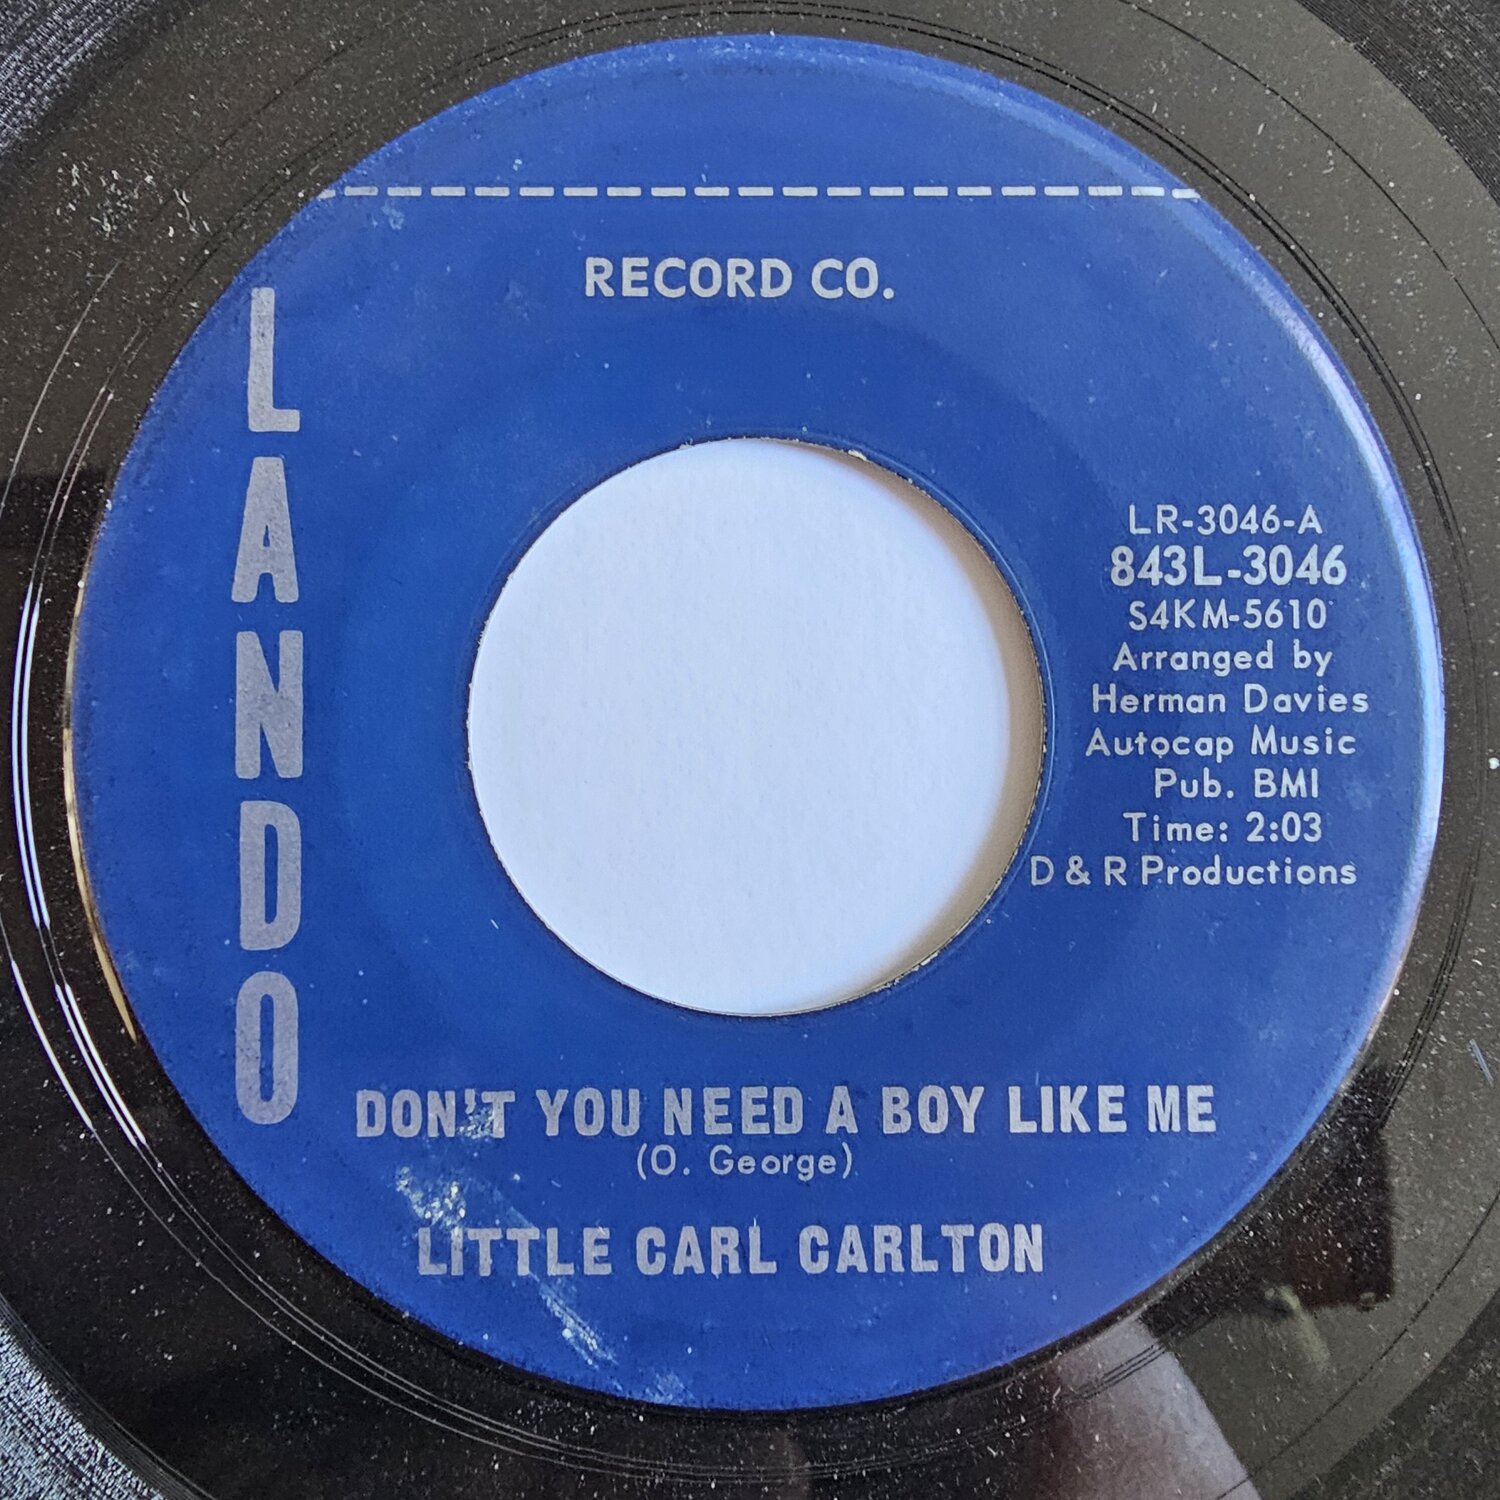 RECORD CO.
LANDO
LR-3046-A
843L-3046
S4KM-5610
Arranged by
Herman Davies
Autocap Music
Pub. BMI
Time: 2:03
D & R Productions
DON'T YOU NEED A BOY LIKE ME
(O. George)
LITTLE CARL CARLTON